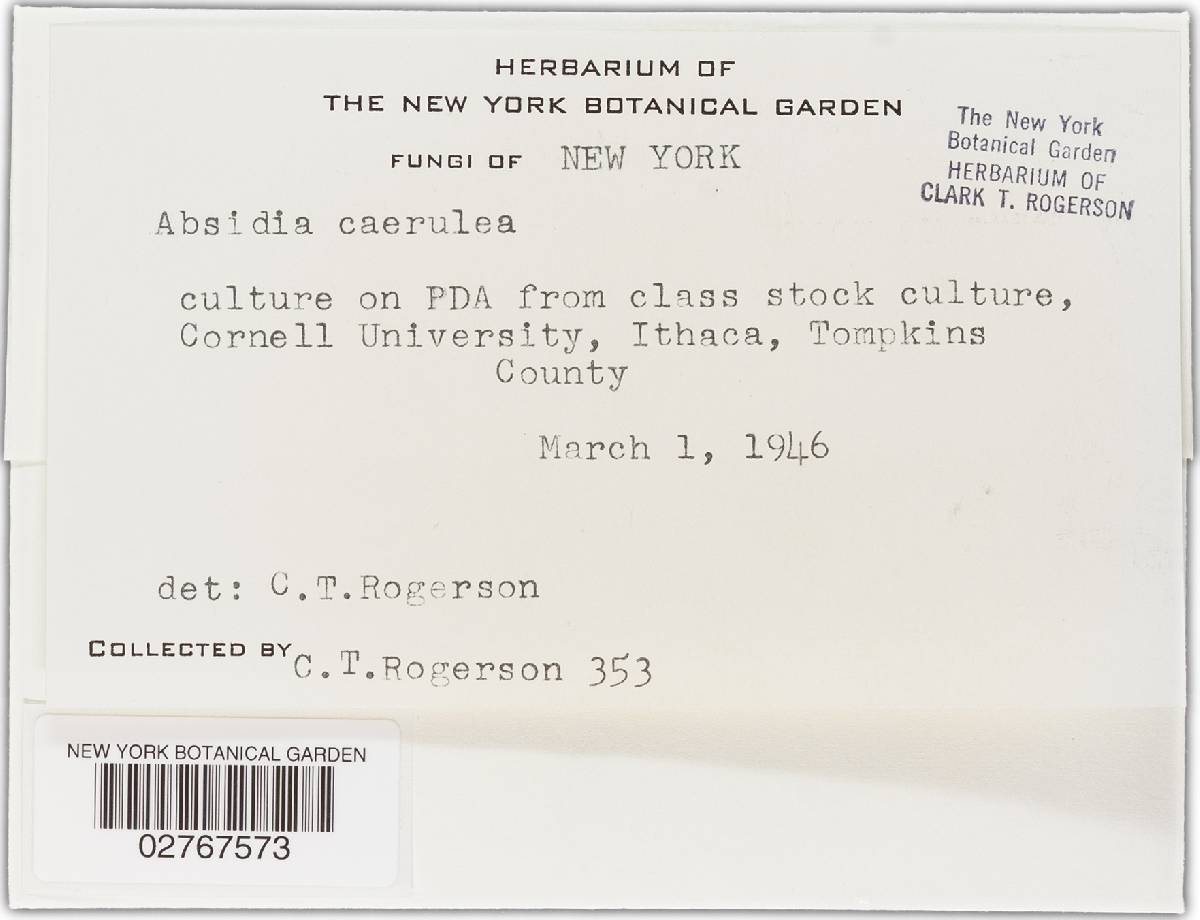 HERBARIUM OF
THE NEW YORK BOTANICAL GARDEN
FUNGI OF NEW YORK
The New York
Botanical Garden
HERBARIUM OF
CLARK T. ROGERSON
Absidia caerulea
culture on PDA from class stock culture,
Cornell University, Ithaca, Tompkins
County
March 1, 1946
det: C.T.Rogerson
COLLECTED BY C.T.Rogerson 353
NEW YORK BOTANICAL GARDEN
02767573